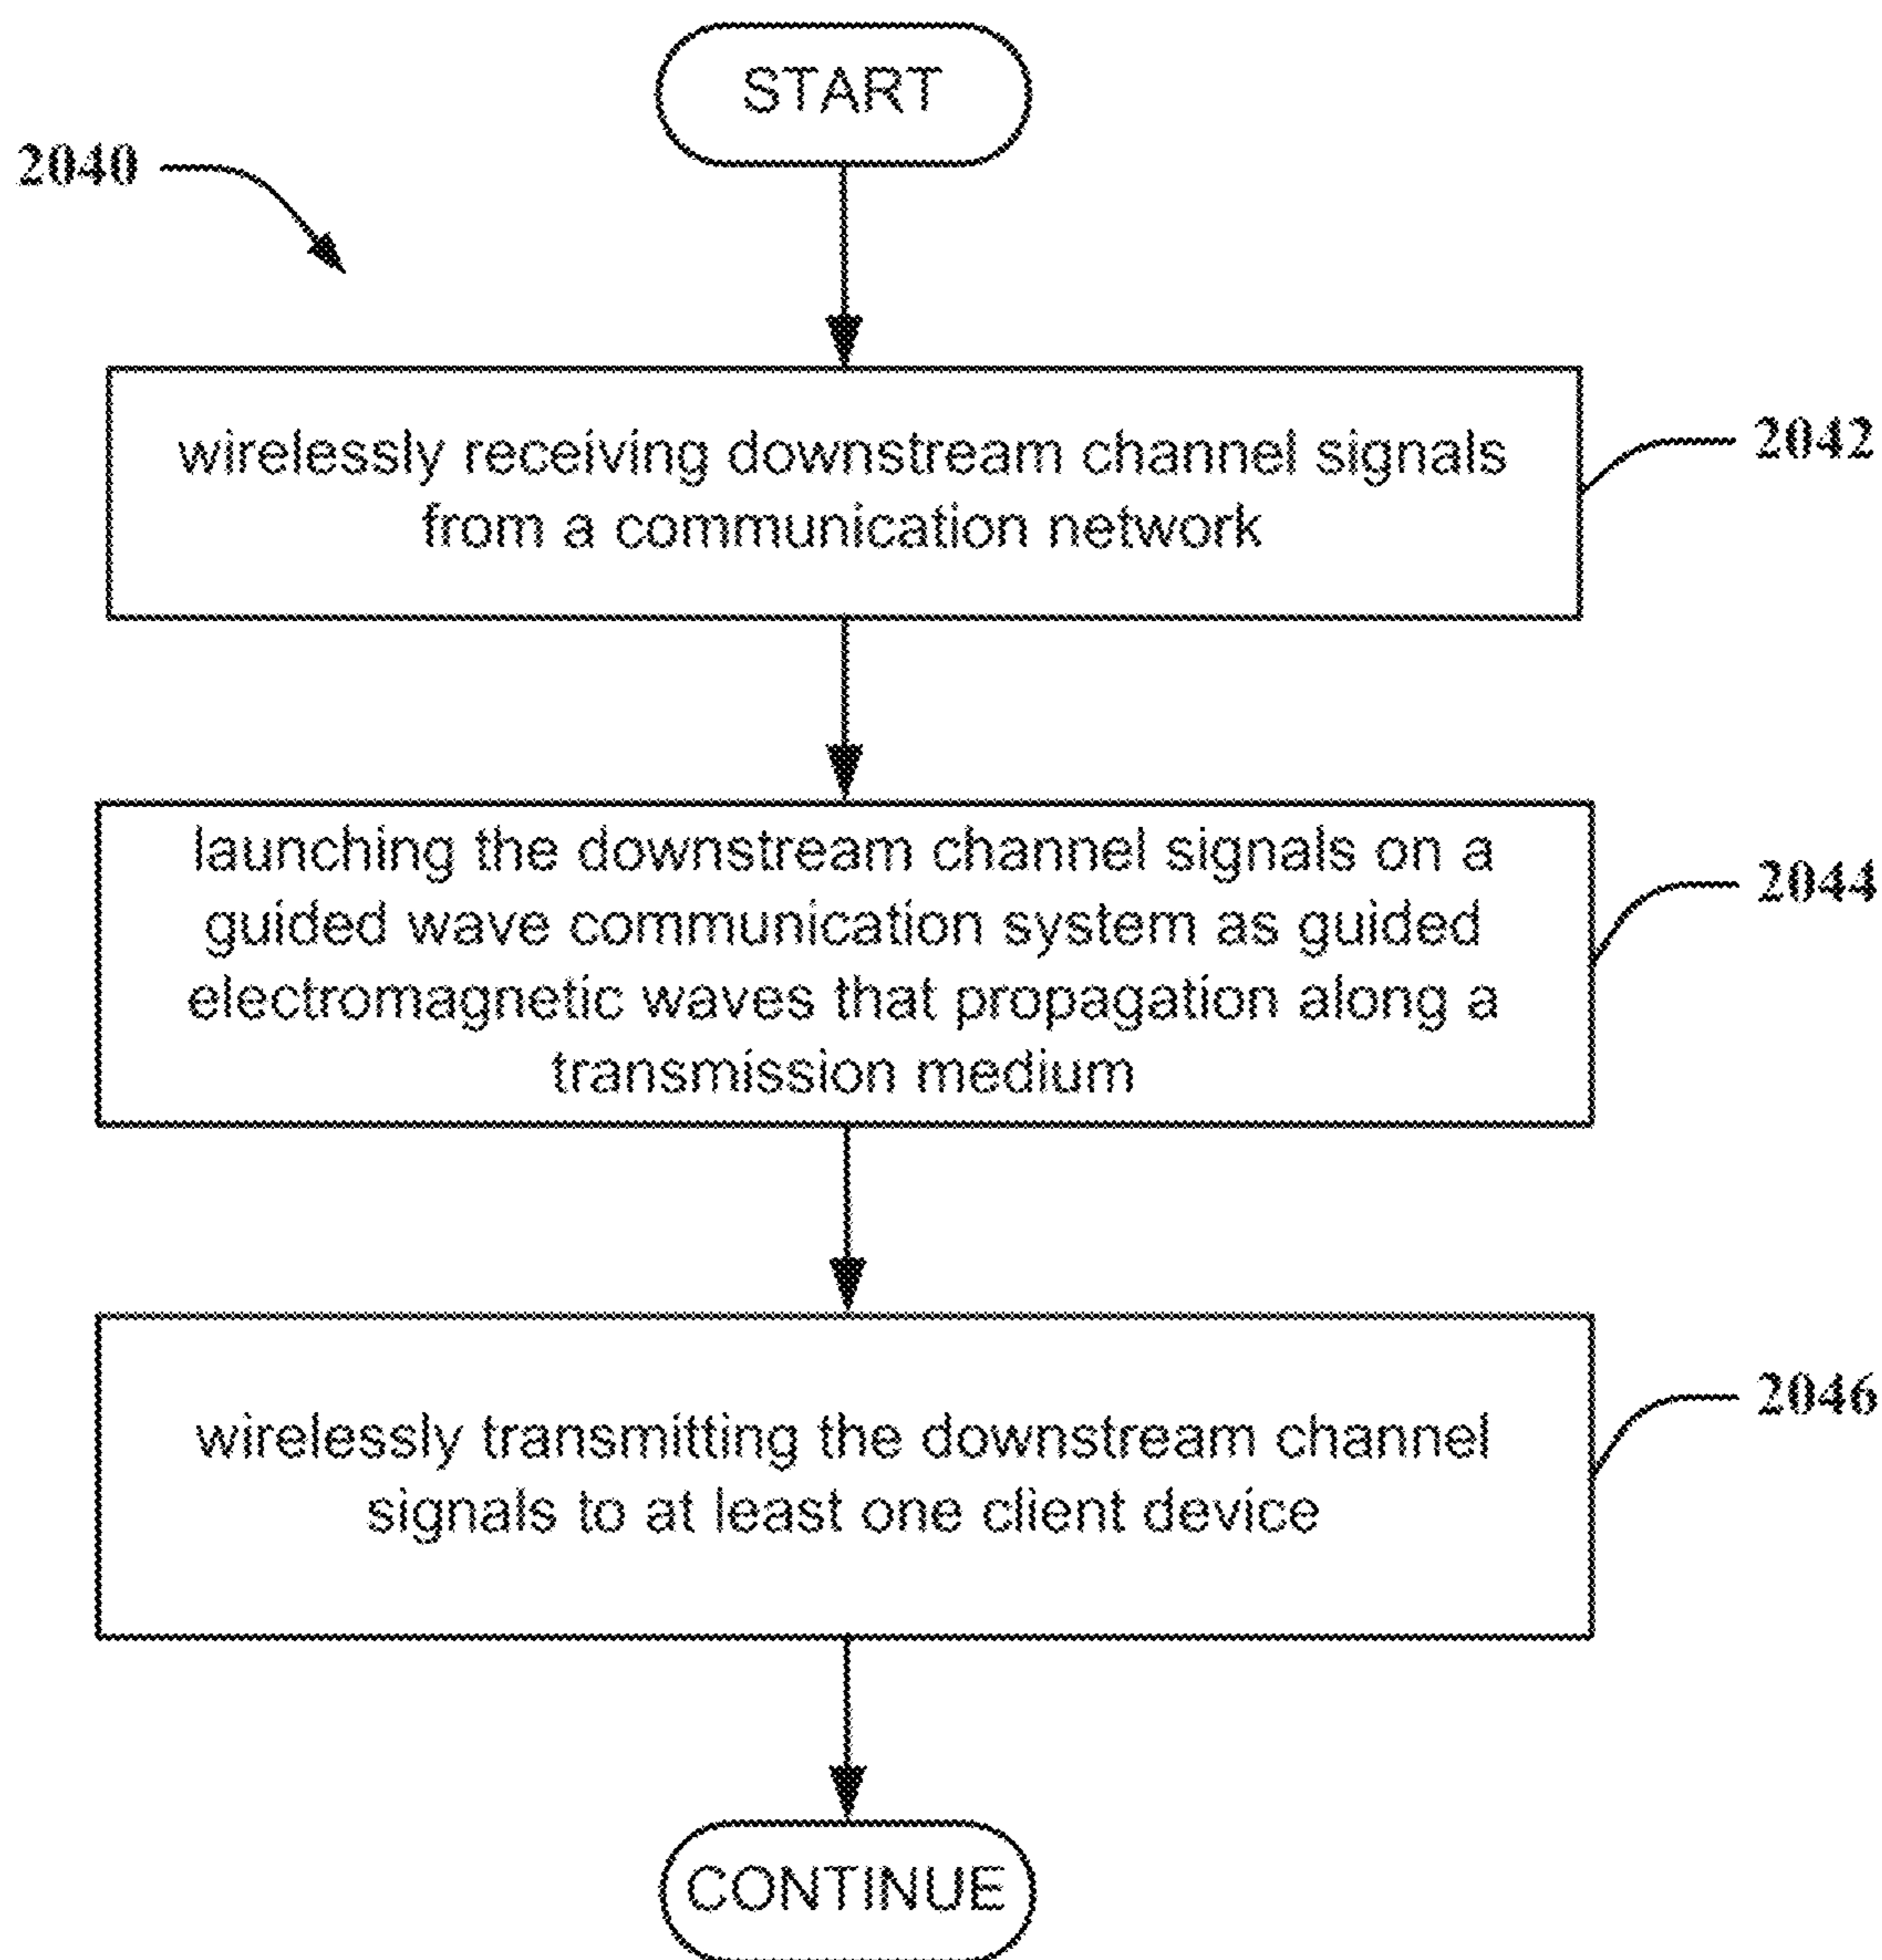 START
2040
wirelessly receiving downstream channel signals
from a communication network
2042
launching the downstream channel signals on a
guided wave communication system as guided
electromagnetic waves that propagation along a
transmission medium
2044
wirelessly transmitting the downstream channel
signals to at least one client device
2046
CONTINUE